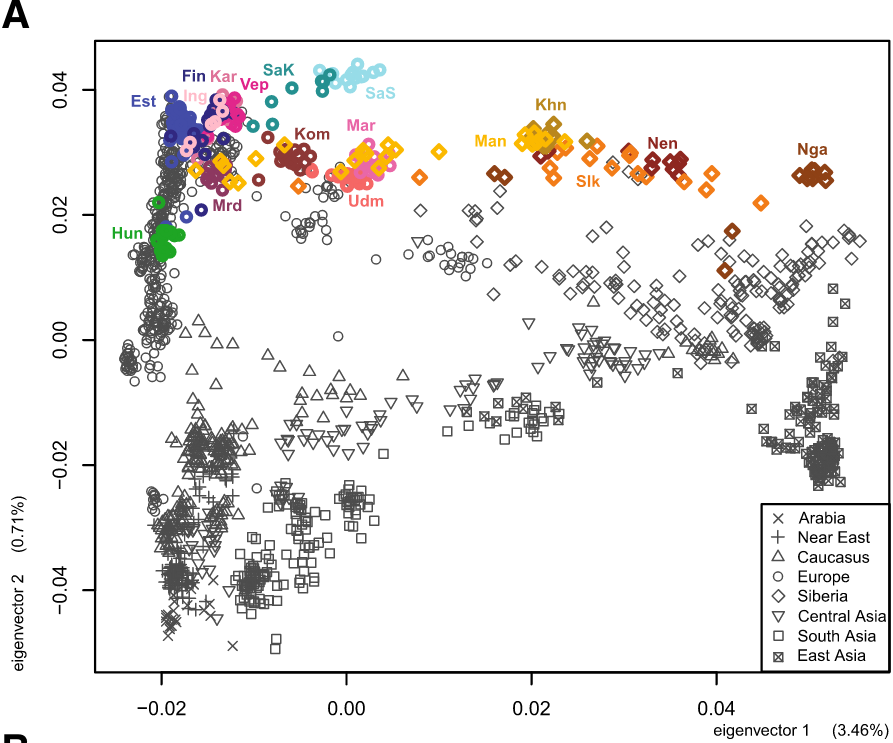 A
Fin Kar SaK
Ing Vep
Est SaS
Khn
Kom Mar Man Nen
Nga
Slk
Mrd Udm
Hun
0.04
0.02
0.00
−0.02
−0.04
eigenvector 2 (0.71%)
Arabia
Near East
Caucasus
Europe
Siberia
Central Asia
South Asia
East Asia
−0.02 0.00 0.02 0.04
eigenvector 1 (3.46%)